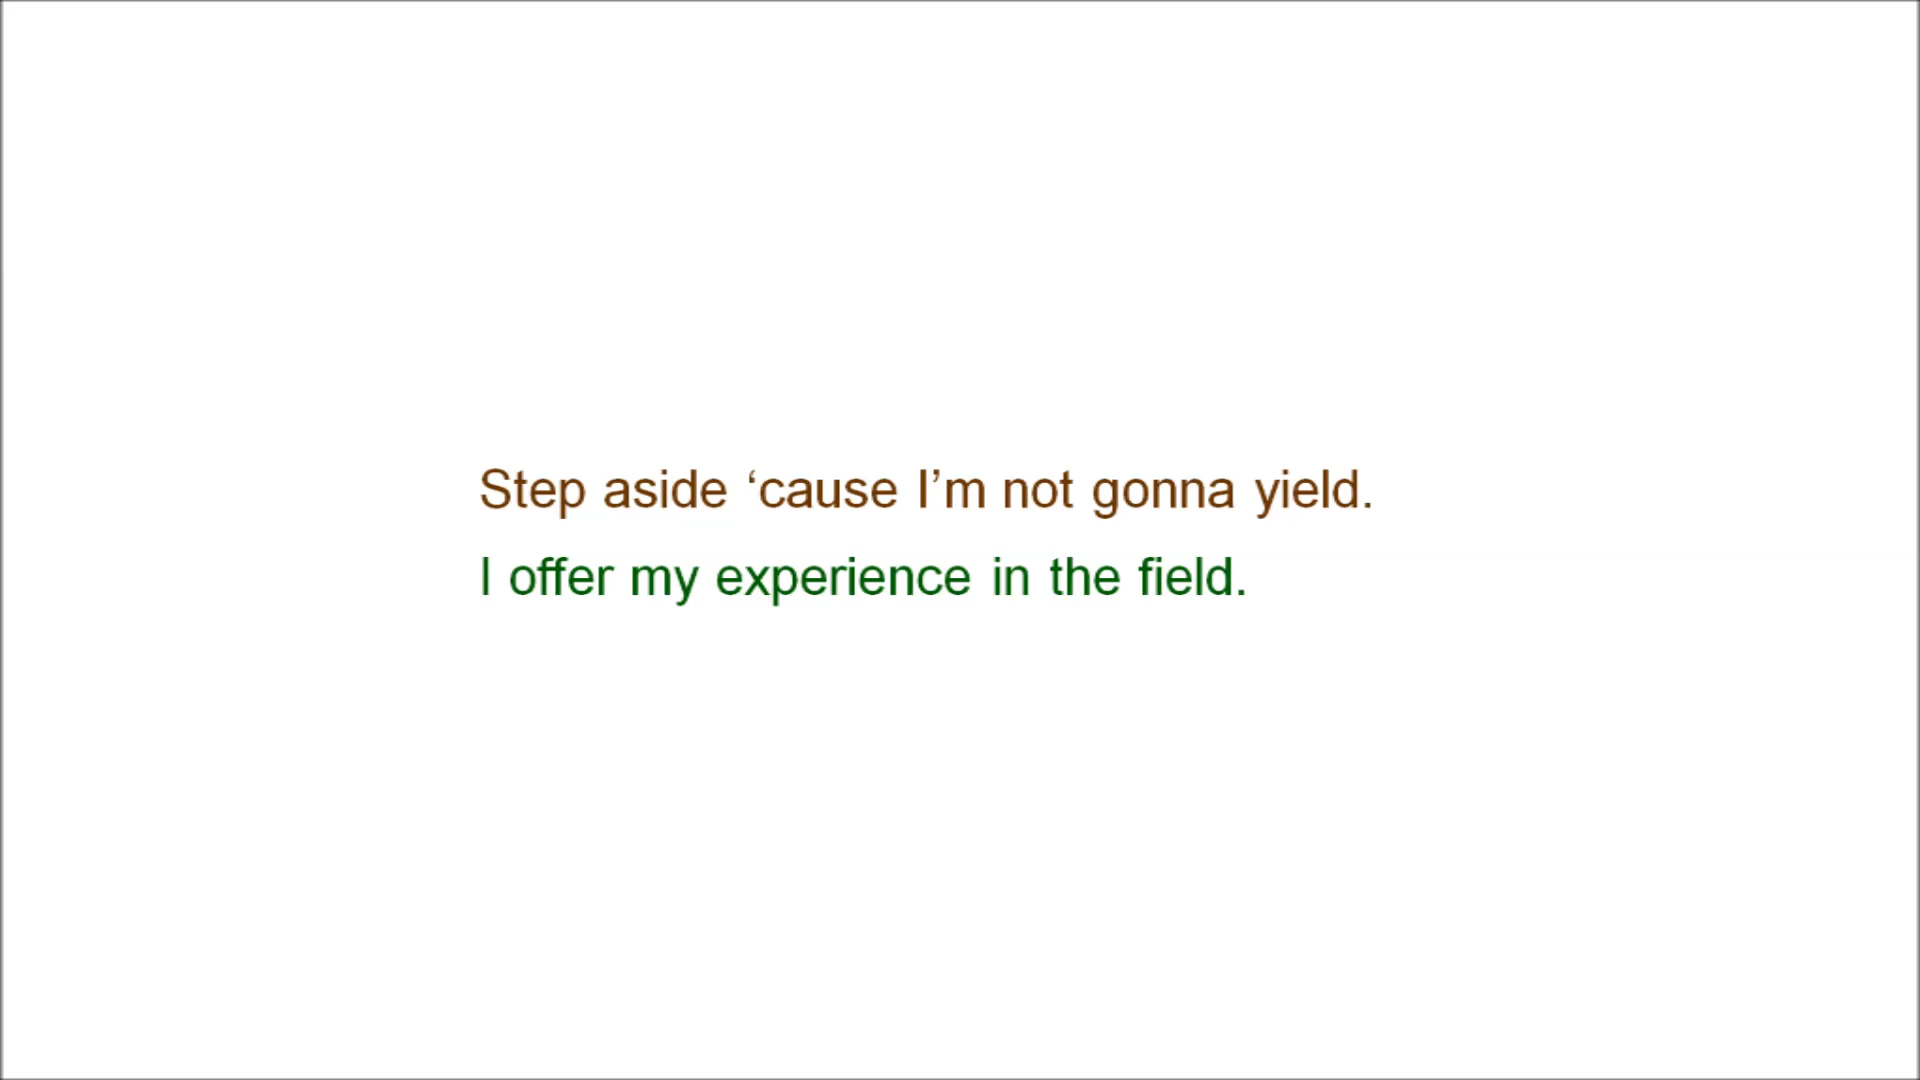 Step aside ‘cause I’m not gonna yield.
I offer my experience in the field.